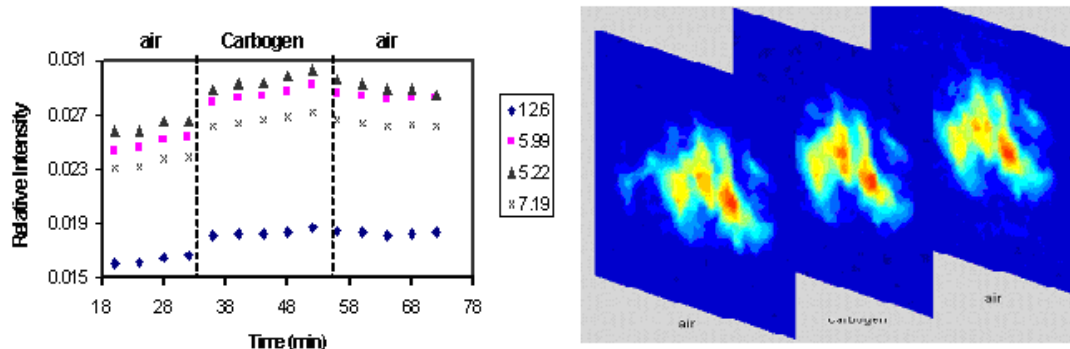 air Carbogen air
0.031
0.027
0.023
0.019
0.015
Relative Intensity
18 28 38 48 58 68 78
Time (min)
12.6
5.99
5.22
7.19
air
carbogen
air